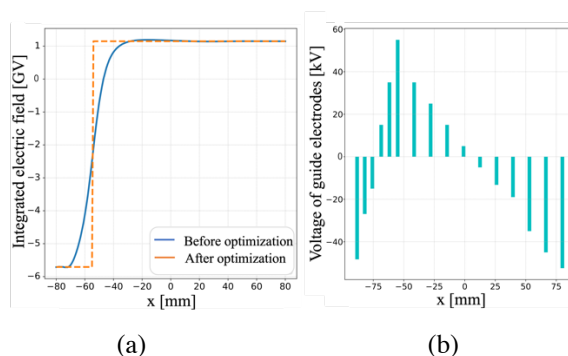 Integrated electric field [GV]
1
0
−1
−2
−3
−4
−5
−6
−80 −60 −40 −20 0 20 40 60 80
x [mm]
Before optimization
After optimization
(a)
Voltage of guide electrodes [kV]
60
40
20
0
−20
−40
−75 −50 −25 0 25 50 75
x [mm]
(b)